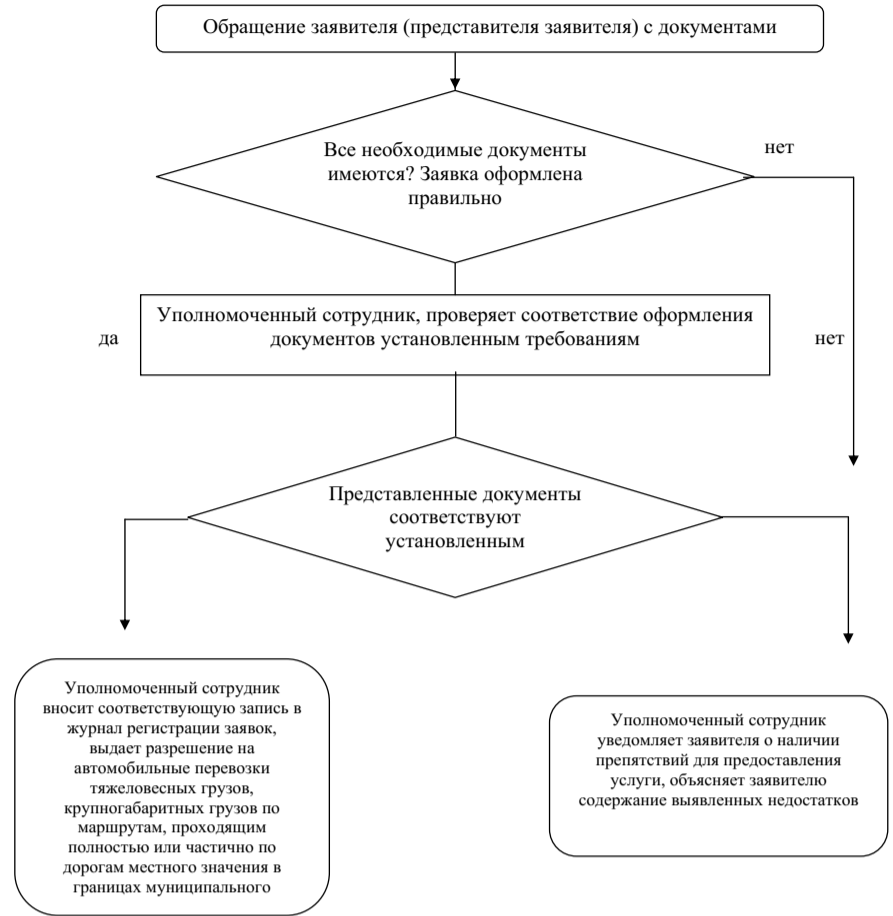 Обращение заявителя (представителя заявителя) с документами
Все необходимые документы
имеются? Заявка оформлена
правильно
нет
Уполномоченный сотрудник, проверяет соответствие оформления
документов установленным требованиям
да
нет
Представленные документы
соответствуют
установленным
Уполномоченный сотрудник
вносит соответствующую запись в
журнал регистрации заявок,
выдает разрешение на
автомобильные перевозки
тяжеловесных грузов,
крупногабаритных грузов по
маршрутам, проходящим
полностью или частично по
дорогам местного значения в
границах муниципального
Уполномоченный сотрудник
уведомляет заявителя о наличии
препятствий для предоставления
услуги, объясняет заявителю
содержание выявленных недостатков